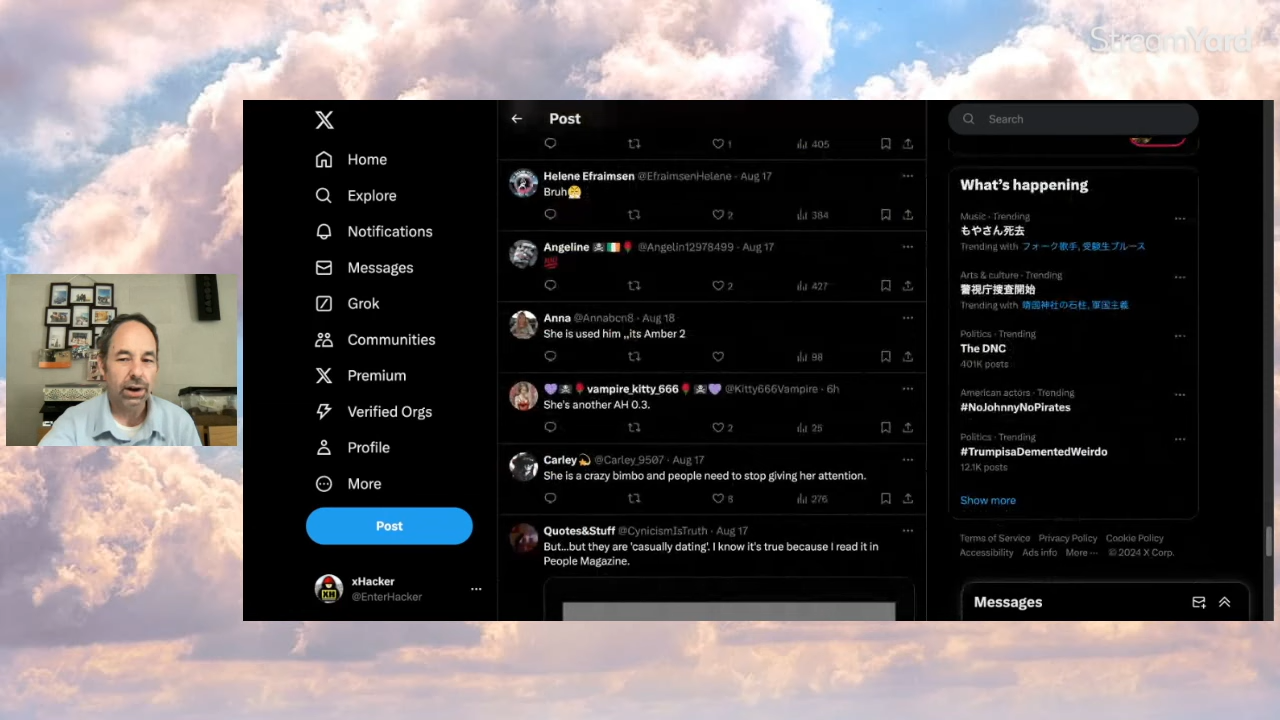 StreamYard
Home
Explore
Notifications
Messages
Grok
Communities
Premium
Verified Orgs
Profile
More
Post
xHacker
@EnterHacker
Post
1
405
Helene Efraimsen @EfraimsenHelene · Aug 17
Bruh😤
2
384
Angeline ☠️🇮🇪🌹 @Angelin12978499 · Aug 17
💯
2
427
Anna @Annabcn8 · Aug 18
She is used him ,,its Amber 2
98
💜☠️🌹vampire_kitty_666🌹☠️💜 @Kitty666Vampire · 6h
She's another AH 0.3.
2
25
Carley💫 @Carley_9507 · Aug 17
She is a crazy bimbo and people need to stop giving her attention.
8
276
Quotes&Stuff @CynicismIsTruth · Aug 17
But...but they are 'casually dating'. I know it's true because I read it in
People Magazine.
Search
What's happening
Music · Trending
もやさん死去
Trending with フォーク歌手, 受験生ブルース
Arts & culture · Trending
警視庁捜査開始
Trending with 靖国神社の石柱, 軍国主義
Politics · Trending
The DNC
401K posts
American actors · Trending
#NoJohnnyNoPirates
Politics · Trending
#TrumpisaDementedWeirdo
12.1K posts
Show more
Terms of Service Privacy Policy Cookie Policy
Accessibility Ads info More ··· © 2024 X Corp.
Messages